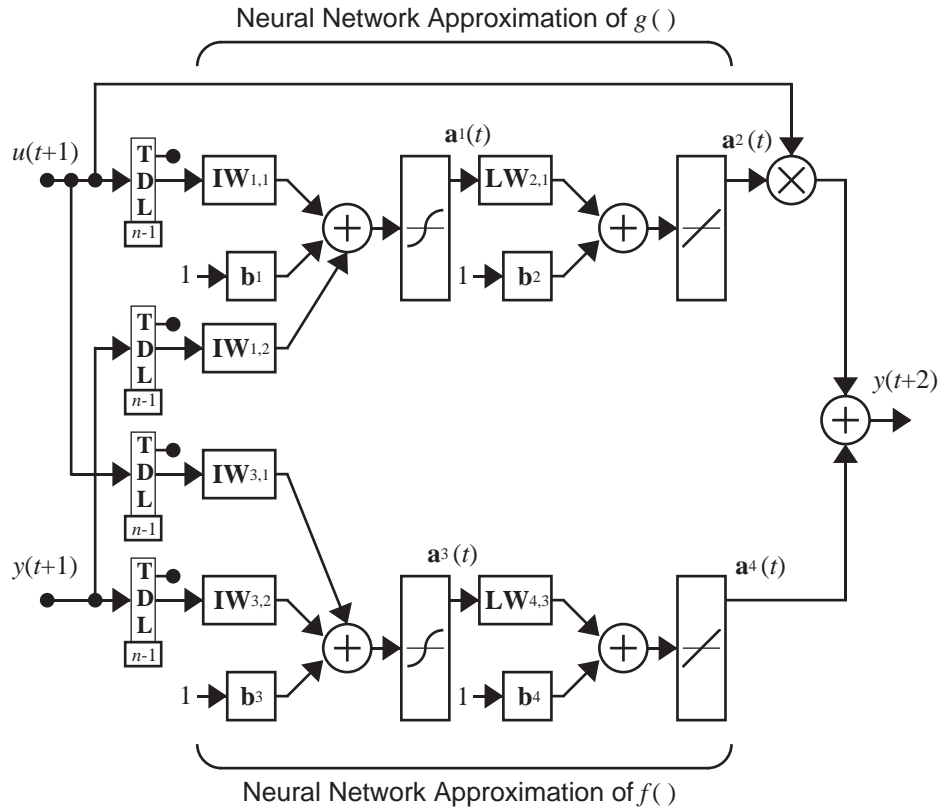 Neural Network Approximation of g ( )
u(t+1)
T
D
L
n-1
IW1,1
1
b1
a1(t)
LW2,1
1
b2
a2(t)
T
D
L
n-1
IW1,2
y(t+2)
T
D
L
n-1
IW3,1
y(t+1)
T
D
L
n-1
IW3,2
1
b3
a3(t)
LW4,3
1
b4
a4(t)
Neural Network Approximation of f ( )